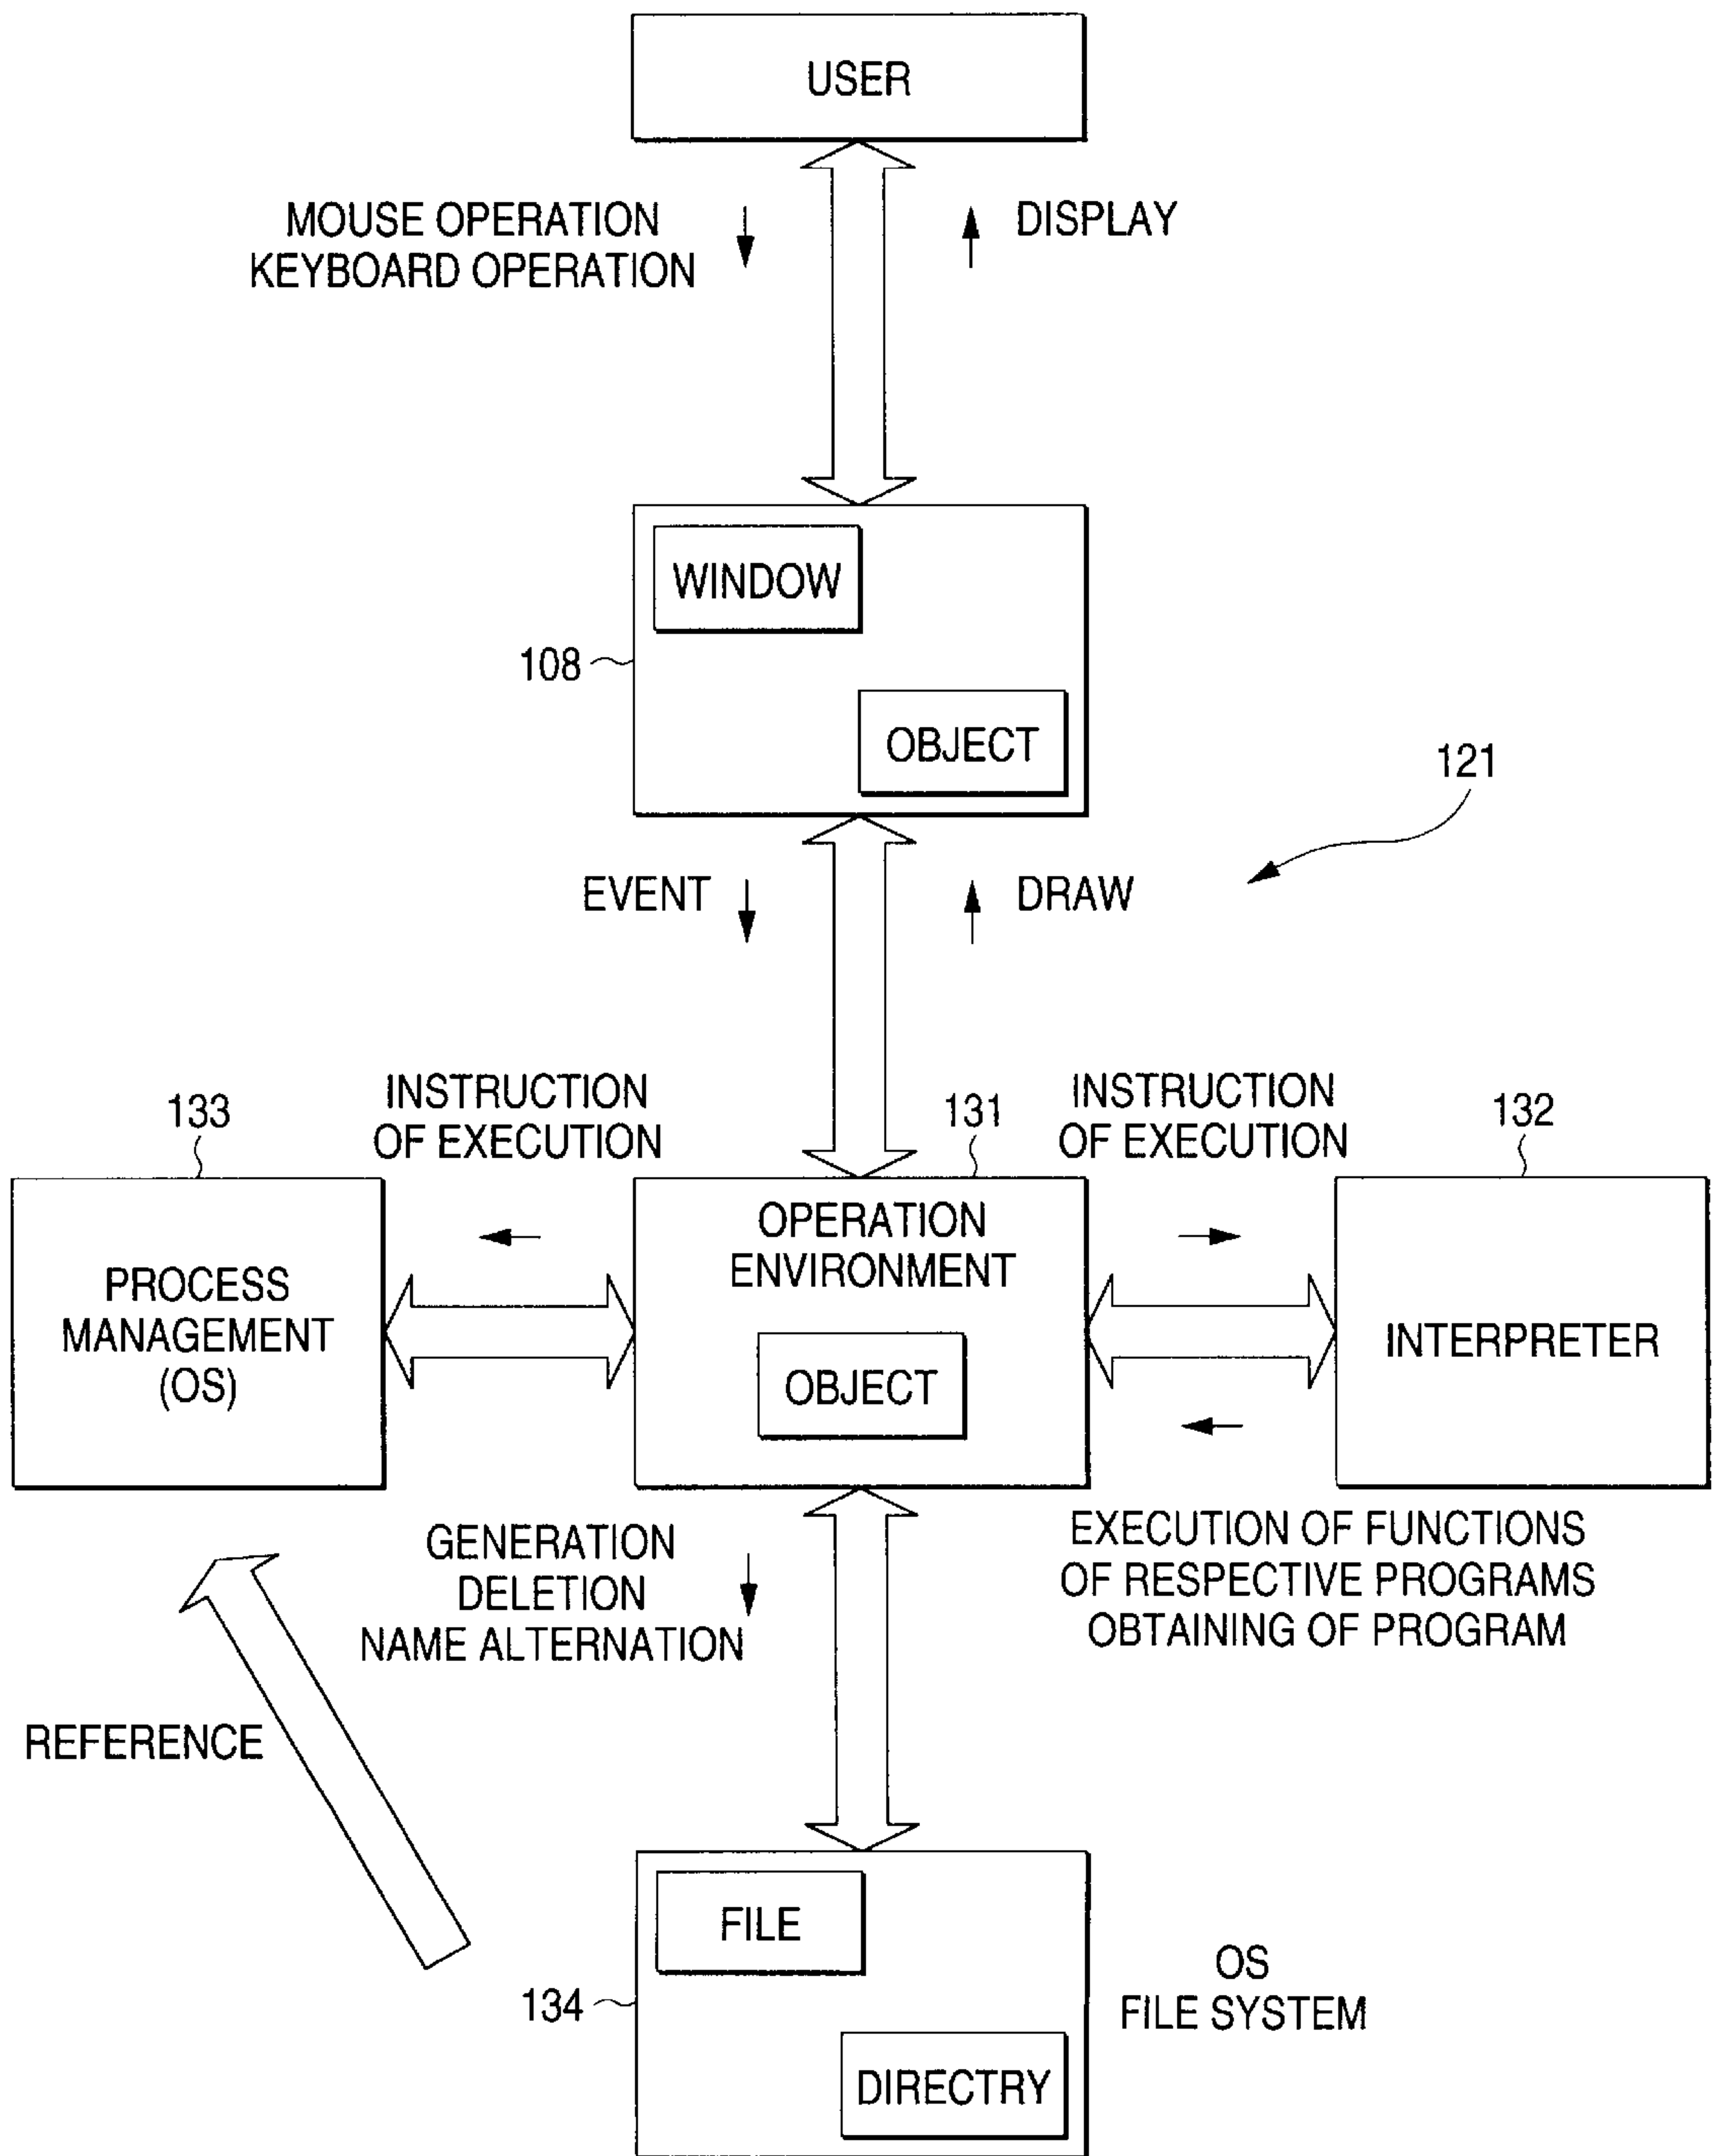 USER
MOUSE OPERATION
KEYBOARD OPERATION
DISPLAY
WINDOW
108
OBJECT
121
EVENT
DRAW
INSTRUCTION
OF EXECUTION
INSTRUCTION
OF EXECUTION
133
131
132
PROCESS
MANAGEMENT
(OS)
OPERATION
ENVIRONMENT
OBJECT
INTERPRETER
GENERATION
DELETION
NAME ALTERNATION
EXECUTION OF FUNCTIONS
OF RESPECTIVE PROGRAMS
OBTAINING OF PROGRAM
REFERENCE
FILE
134
DIRECTRY
OS
FILE SYSTEM